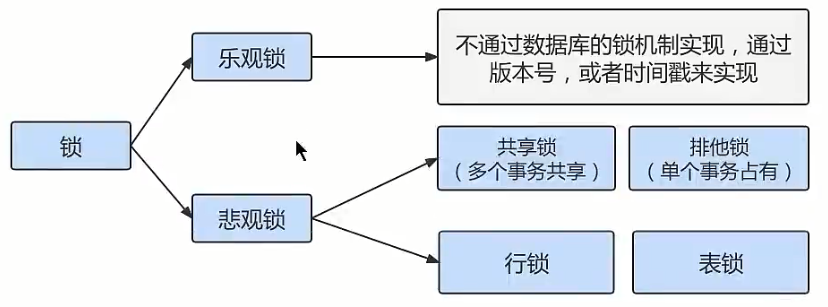 乐观锁
不通过数据库的锁机制实现，通过
版本号，或者时间戳来实现
锁
共享锁
（多个事务共享）
排他锁
（单个事务占有）
悲观锁
行锁
表锁